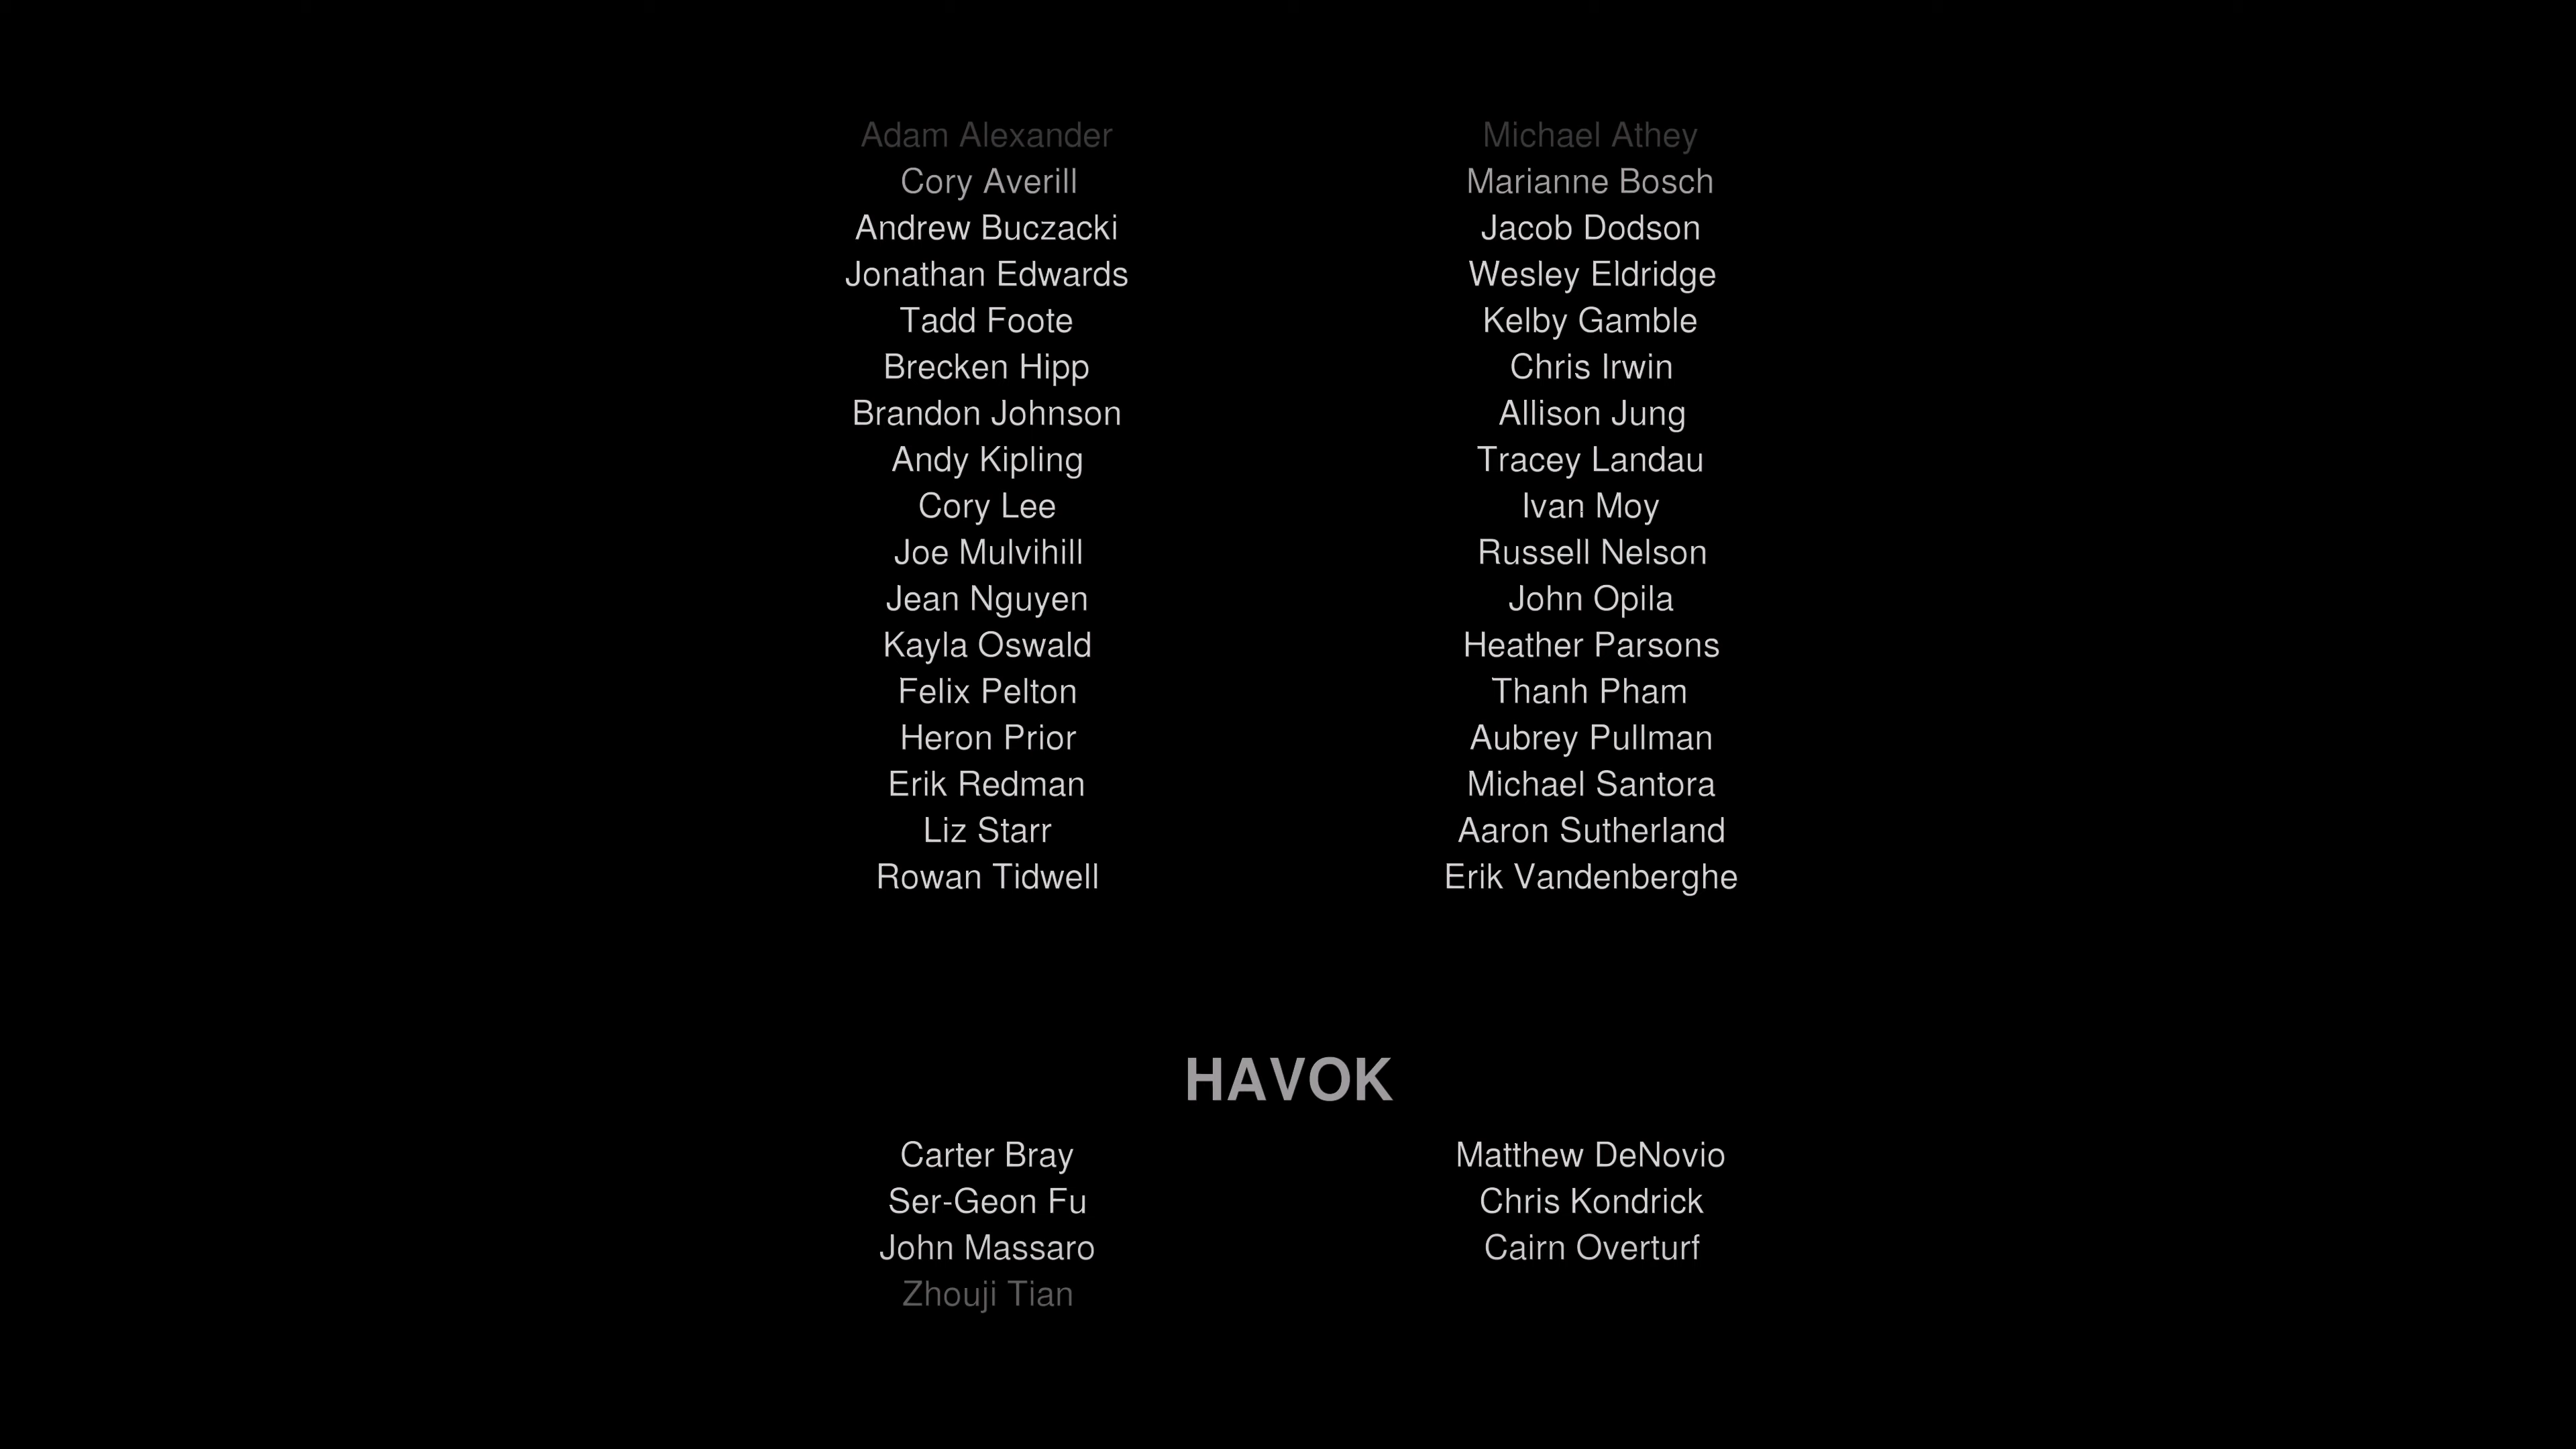 Adam Alexander Michael Athey
Cory Averill Marianne Bosch
Andrew Buczacki Jacob Dodson
Jonathan Edwards Wesley Eldridge
Tadd Foote Kelby Gamble
Brecken Hipp Chris Irwin
Brandon Johnson Allison Jung
Andy Kipling Tracey Landau
Cory Lee Ivan Moy
Joe Mulvihill Russell Nelson
Jean Nguyen John Opila
Kayla Oswald Heather Parsons
Felix Pelton Thanh Pham
Heron Prior Aubrey Pullman
Erik Redman Michael Santora
Liz Starr Aaron Sutherland
Rowan Tidwell Erik Vandenberghe
HAVOK
Carter Bray Matthew DeNovio
Ser-Geon Fu Chris Kondrick
John Massaro Cairn Overturf
Zhouji Tian